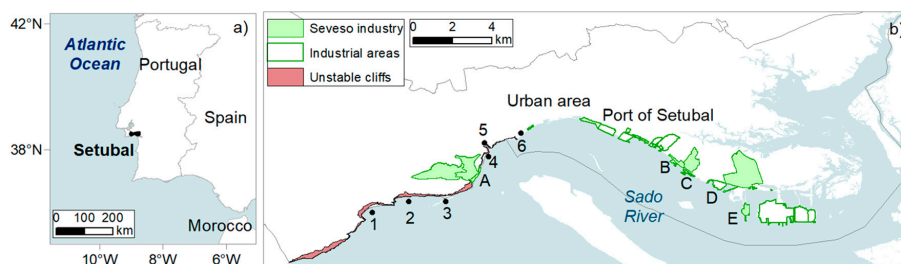 42°N
a)
Atlantic
Ocean
Portugal
Spain
Setubal
38°N
0 100 200
km
Morocco
10°W
8°W
6°W
Seveso industry
Industrial areas
Unstable cliffs
0 2 4
km
b)
Urban area
Port of Setubal
5
6
4
A
B
C
D
E
Sado
River
1
2
3